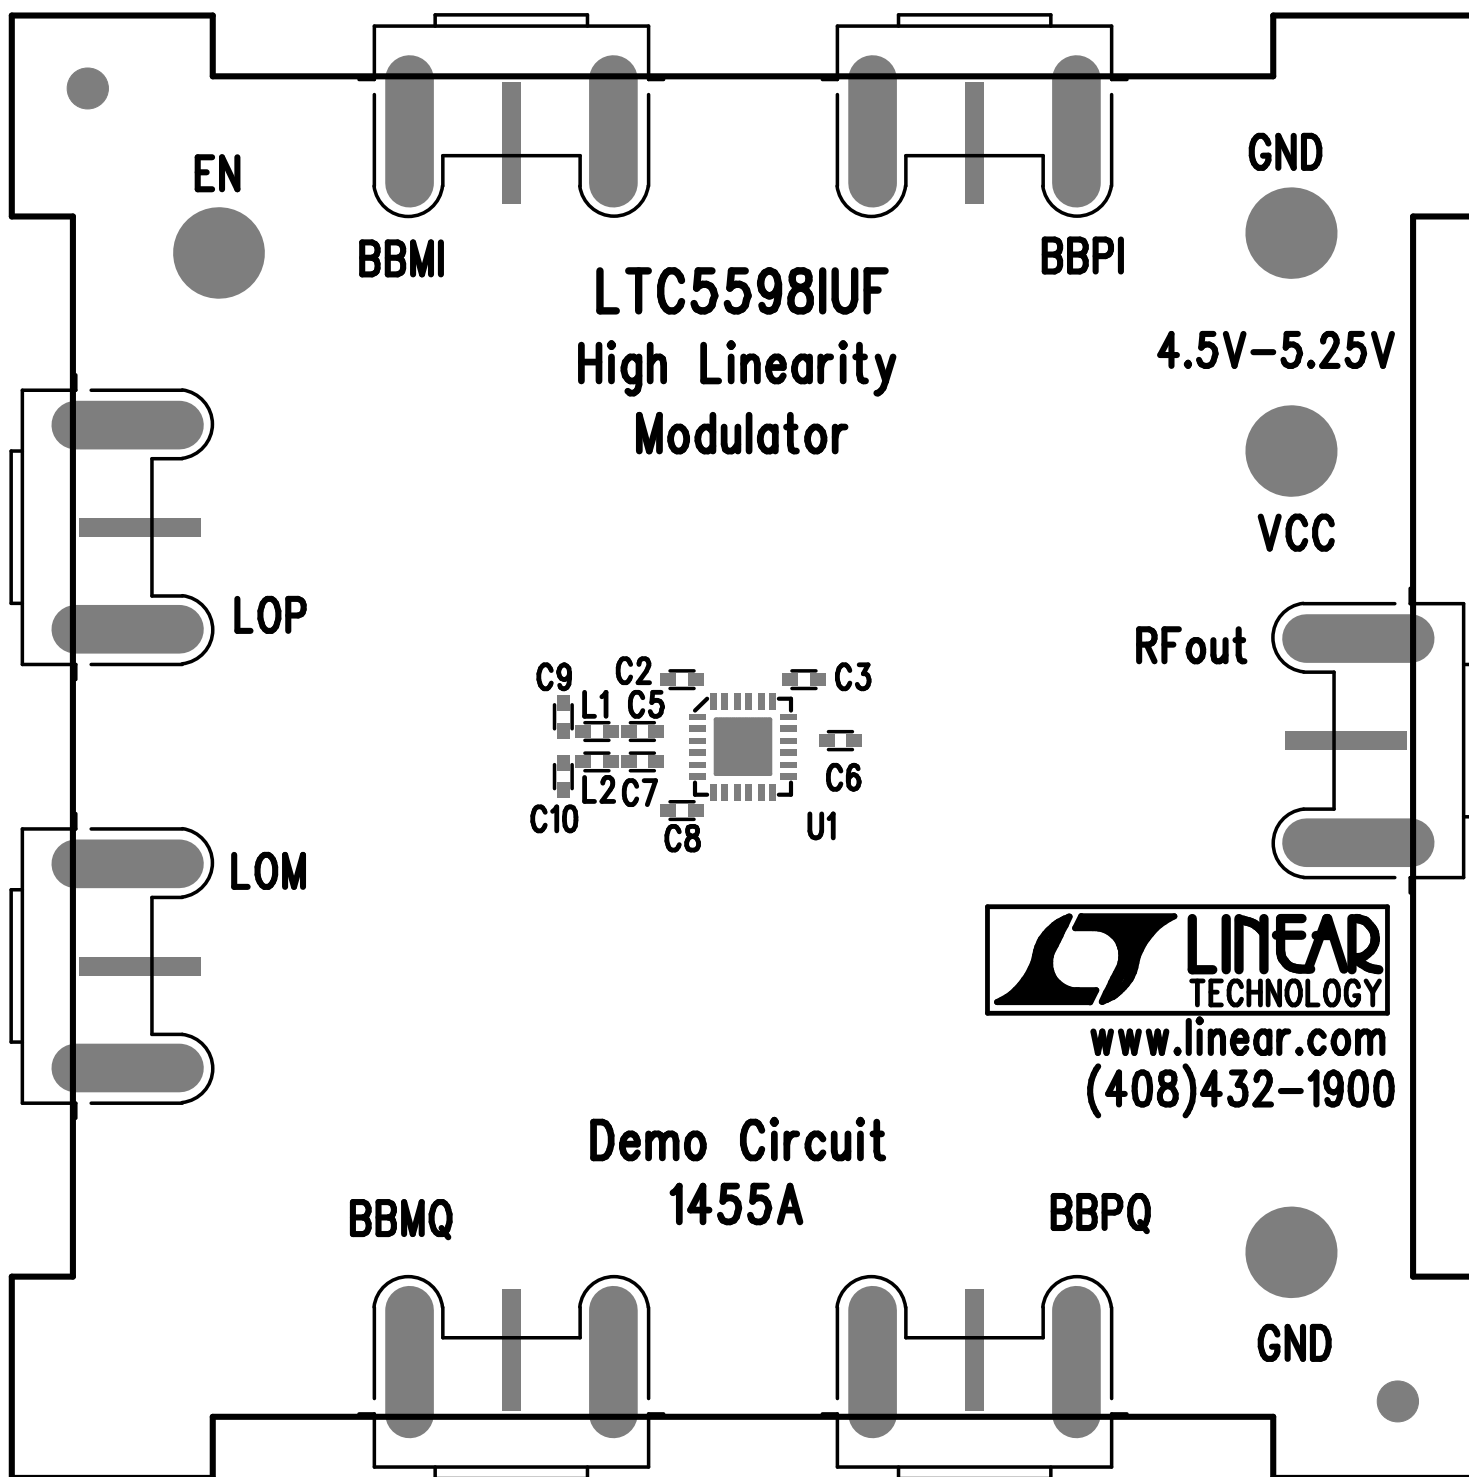 EN
GND
BBMI
BBPI
LTC5598IUF
High Linearity
Modulator
4.5V-5.25V
VCC
LOP
RFout
C9
C2
C3
L1
C5
L2
C7
C6
C10
C8
U1
LOM
LINEAR
TECHNOLOGY
www.linear.com
(408)432-1900
Demo Circuit
1455A
BBMQ
BBPQ
GND